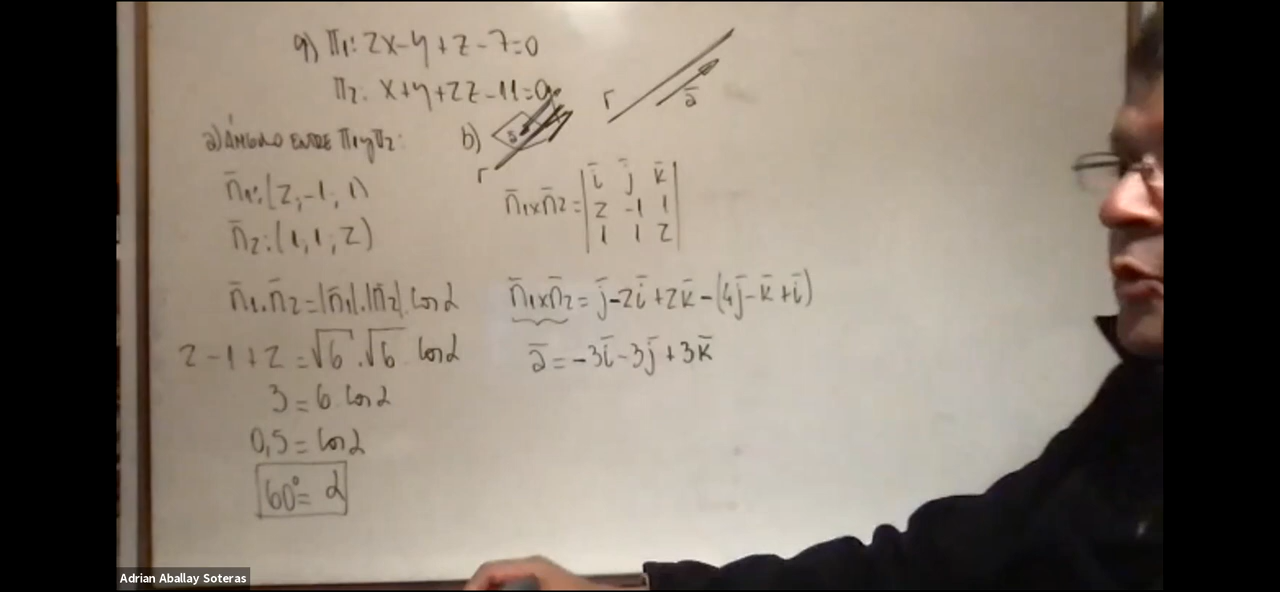 9) π1: 2x-y+z-7=0
π2: x+y+2z-11=0
a) ÁNGULO ENTRE π1 y π2:
n̄1: (2,-1,1)
n̄2: (1,1,2)
n̄1.n̄2=|n̄1|.|n̄2|.cos α
2-1+2=√6.√6.cos α
3=6.cos α
0,5=cos α
60°=α
b)
a
r
r
ā
n̄1×n̄2=| ī j̄ k̄
2 -1 1
1 1 2 |
n̄1×n̄2= j̄-2ī+2k̄-(4j̄-k̄+ī)
ā=-3ī-3j̄+3k̄
Adrian Aballay Soteras